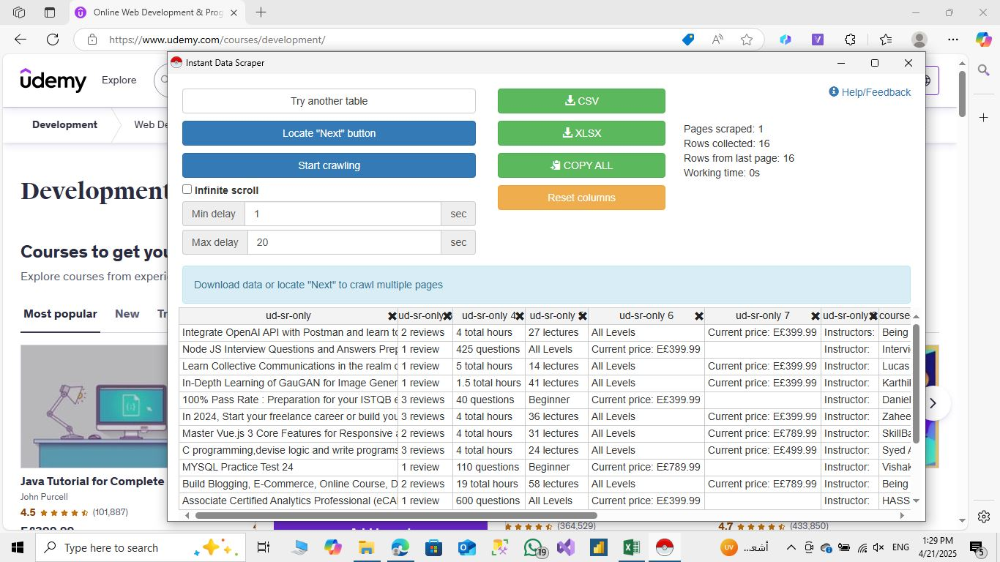 Online Web Development & Prog
https://www.udemy.com/courses/development/
Instant Data Scraper
udemy
Explore
Development
Web De
Development
Courses to get you
Explore courses from experi
Most popular
New
Try another table
Locate "Next" button
Start crawling
Infinite scroll
Min delay 1 sec
Max delay 20 sec
CSV
XLSX
COPY ALL
Reset columns
Help/Feedback
Pages scraped: 1
Rows collected: 16
Rows from last page: 16
Working time: 0s
Download data or locate "Next" to crawl multiple pages
ud-sr-only ud-sr-only ud-sr-only 4 ud-sr-only 5 ud-sr-only 6 ud-sr-only 7 ud-sr-only course
Integrate OpenAI API with Postman and learn to 2 reviews 4 total hours 27 lectures All Levels Current price: E£399.99 Instructors: Being
Node JS Interview Questions and Answers Prep 1 review 425 questions All Levels Current price: E£399.99 Instructor: Intervi
Learn Collective Communications in the realm o 1 review 5 total hours 14 lectures All Levels Current price: E£399.99 Instructor: Lucas
In-Depth Learning of GauGAN for Image Gener 1 review 1.5 total hours 41 lectures All Levels Current price: E£399.99 Instructor: Karthik
100% Pass Rate : Preparation for your ISTQB e 3 reviews 40 questions Beginner Current price: E£399.99 Instructor: Daniel
In 2024, Start your freelance career or build you 3 reviews 4 total hours 36 lectures All Levels Current price: E£399.99 Instructor: Zahee
Master Vue.js 3 Core Features for Responsive a 2 reviews 4 total hours 31 lectures All Levels Current price: E£789.99 Instructor: SkillBa
C programming,devise logic and write programs 3 reviews 4 total hours 24 lectures All Levels Current price: E£499.99 Instructor: Syed A
MYSQL Practice Test 24 1 review 110 questions Beginner Current price: E£789.99 Instructor: Vishak
Build Blogging, E-Commerce, Online Course, D 2 reviews 19 total hours 58 lectures All Levels Current price: E£789.99 Instructor: Being
Associate Certified Analytics Professional (eCA 1 review 600 questions All Levels Current price: E£399.99 Instructor: HASS
Java Tutorial for Complete
John Purcell
4.5 (101,887)
(364,529)
4.7 (433,850)
Type here to search
19
UV
أشع...
ENG
1:29 PM
4/21/2025
5